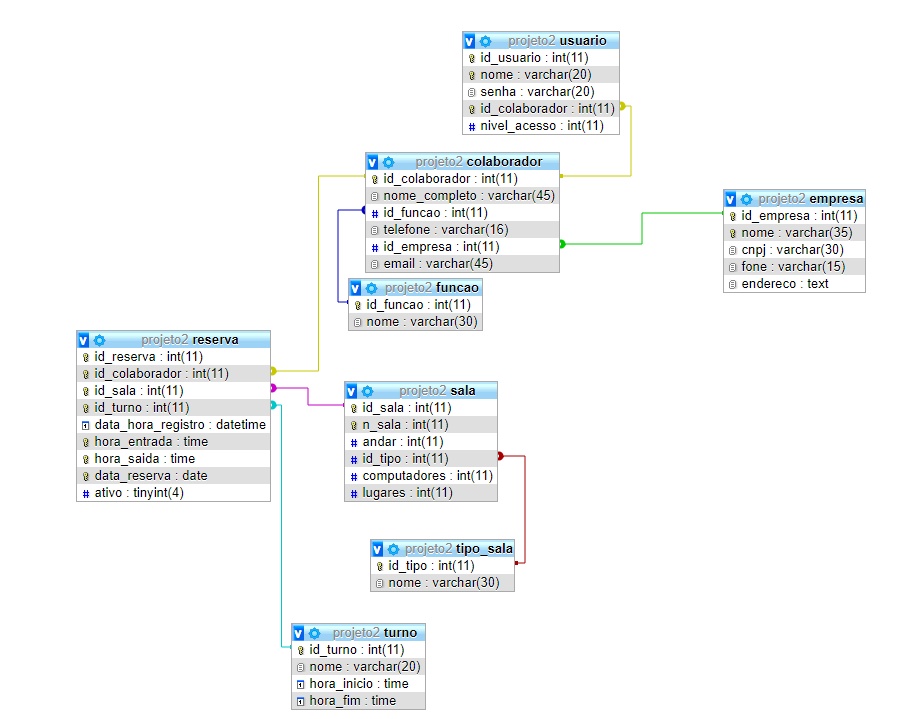 projeto2 usuario
id_usuario : int(11)
nome : varchar(20)
senha : varchar(20)
id_colaborador : int(11)
# nivel_acesso : int(11)
projeto2 colaborador
id_colaborador : int(11)
nome_completo : varchar(45)
# id_funcao : int(11)
telefone : varchar(16)
# id_empresa : int(11)
email : varchar(45)
projeto2 empresa
id_empresa : int(11)
nome : varchar(35)
cnpj : varchar(30)
fone : varchar(15)
endereco : text
projeto2 funcao
id_funcao : int(11)
nome : varchar(30)
projeto2 reserva
id_reserva : int(11)
id_colaborador : int(11)
id_sala : int(11)
id_turno : int(11)
data_hora_registro : datetime
hora_entrada : time
hora_saida : time
data_reserva : date
# ativo : tinyint(4)
projeto2 sala
id_sala : int(11)
n_sala : int(11)
# andar : int(11)
# id_tipo : int(11)
# computadores : int(11)
# lugares : int(11)
projeto2 tipo_sala
id_tipo : int(11)
nome : varchar(30)
projeto2 turno
id_turno : int(11)
nome : varchar(20)
hora_inicio : time
hora_fim : time